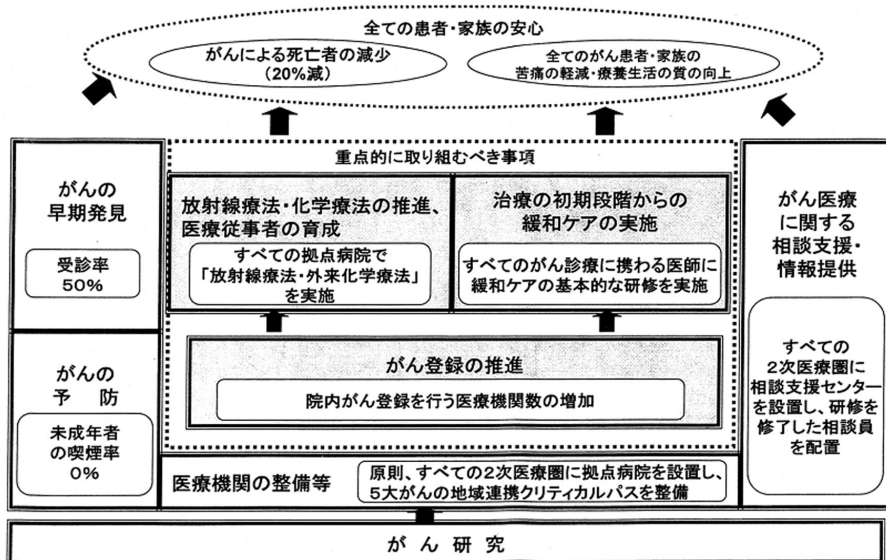 全ての患者・家族の安心
がんによる死亡者の減少
（20％減）
全てのがん患者・家族の
苦痛の軽減・療養生活の質の向上
重点的に取り組むべき事項
がんの
早期発見
受診率
50％
がんの
予　防
未成年者
の喫煙率
0％
放射線療法・化学療法の推進、
医療従事者の育成
すべての拠点病院で
「放射線療法・外来化学療法」
を実施
治療の初期段階からの
緩和ケアの実施
すべてのがん診療に携わる医師に
緩和ケアの基本的な研修を実施
がん登録の推進
院内がん登録を行う医療機関数の増加
医療機関の整備等
原則、すべての2次医療圏に拠点病院を設置し、
5大がんの地域連携クリティカルパスを整備
がん医療
に関する
相談支援・
情報提供
すべての
2次医療圏に
相談支援センター
を設置し、研修を
修了した相談員
を配置
がん研究